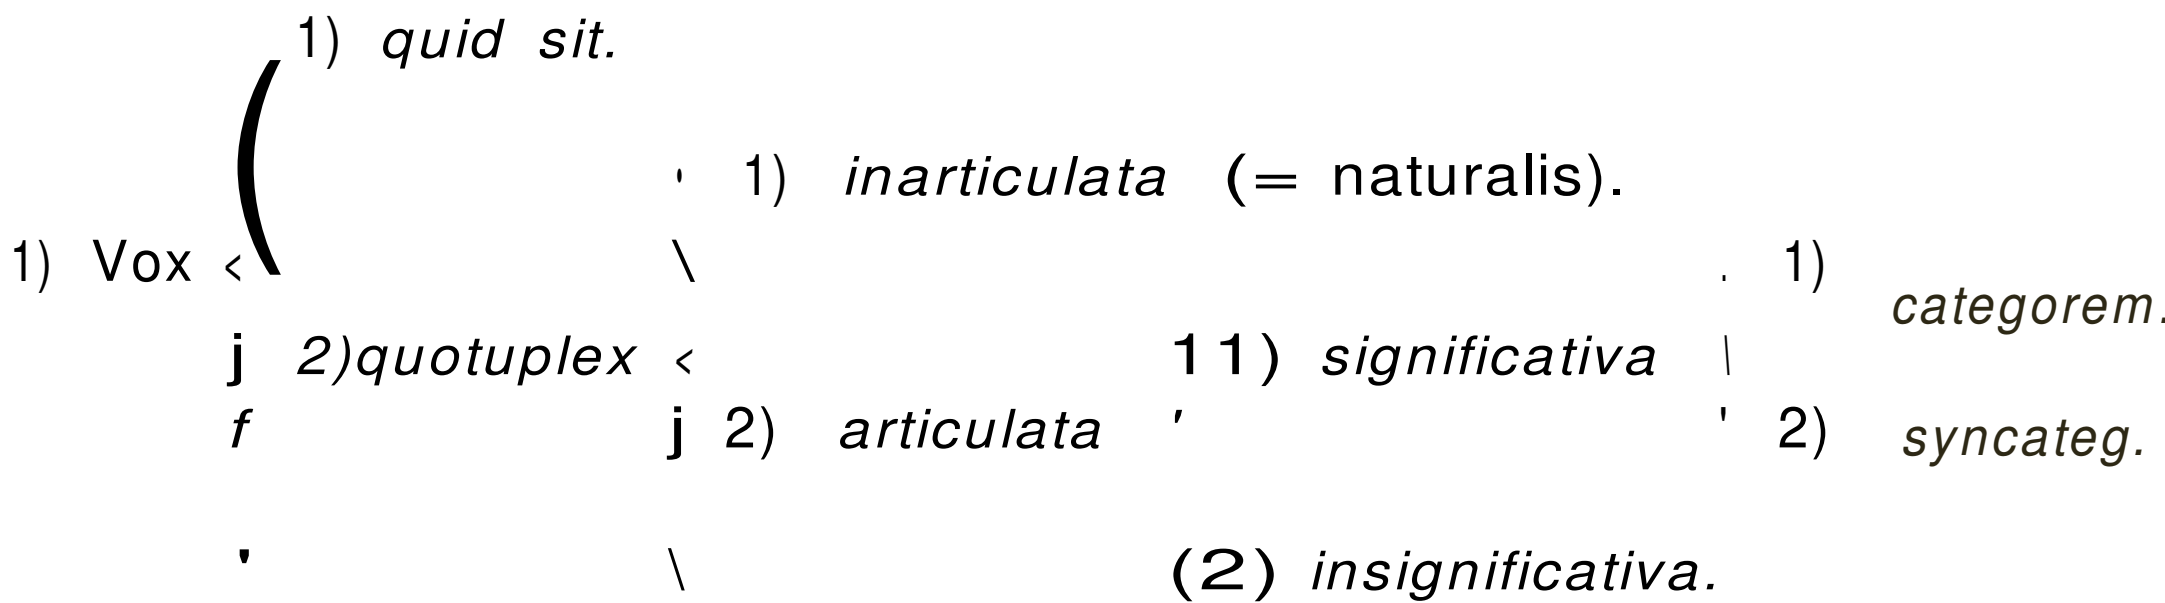 1) quid sit.
(
· 1) inarticulata (= naturalis).
1) Vox < \ . 1)
categorem.
j 2)quotuplex < 11) significativa \
f j 2) articulata ' ' 2) syncateg.
' \ (2) insignificativa.